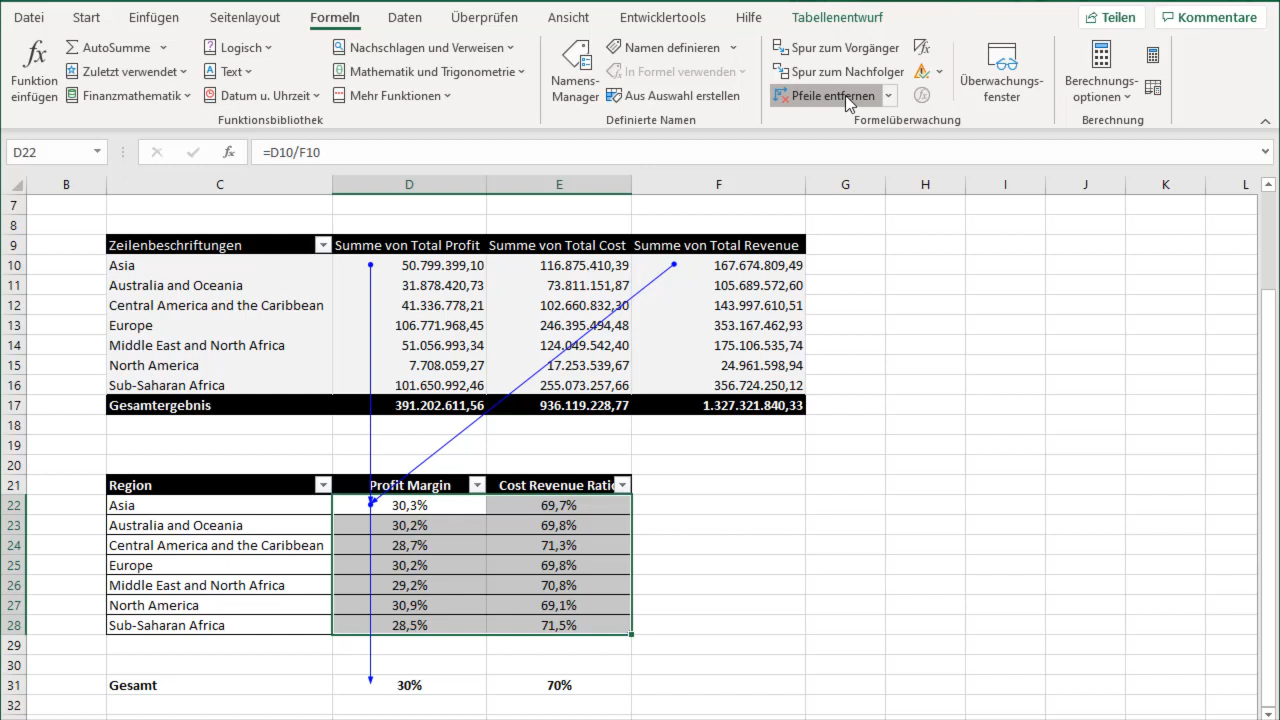 Datei Start Einfügen Seitenlayout Formeln Daten Überprüfen Ansicht Entwicklertools Hilfe Tabellenentwurf Teilen Kommentare
fx Funktion einfügen
AutoSumme
Zuletzt verwendet
Finanzmathematik
Logisch
Text
Datum u. Uhrzeit
Nachschlagen und Verweisen
Mathematik und Trigonometrie
Mehr Funktionen
Funktionsbibliothek
Namens-Manager
Namen definieren
In Formel verwenden
Aus Auswahl erstellen
Definierte Namen
Spur zum Vorgänger
Spur zum Nachfolger
Pfeile entfernen
Überwachungs-
fenster
Formelüberwachung
Berechnungs-
optionen
Berechnung
D22 fx =D10/F10
B C D E F G H I J K L
7
8
9 Zeilenbeschriftungen Summe von Total Profit Summe von Total Cost Summe von Total Revenue
10 Asia 50.799.399,10 116.875.410,39 167.674.809,49
11 Australia and Oceania 31.878.420,73 73.811.151,87 105.689.572,60
12 Central America and the Caribbean 41.336.778,21 102.660.832,30 143.997.610,51
13 Europe 106.771.968,45 246.395.494,48 353.167.462,93
14 Middle East and North Africa 51.056.993,34 124.049.542,40 175.106.535,74
15 North America 7.708.059,27 17.253.539,67 24.961.598,94
16 Sub-Saharan Africa 101.650.992,46 255.073.257,66 356.724.250,12
17 Gesamtergebnis 391.202.611,56 936.119.228,77 1.327.321.840,33
18
19
20
21 Region Profit Margin Cost Revenue Ratio
22 Asia 30,3% 69,7%
23 Australia and Oceania 30,2% 69,8%
24 Central America and the Caribbean 28,7% 71,3%
25 Europe 30,2% 69,8%
26 Middle East and North Africa 29,2% 70,8%
27 North America 30,9% 69,1%
28 Sub-Saharan Africa 28,5% 71,5%
29
30
31 Gesamt 30% 70%
32